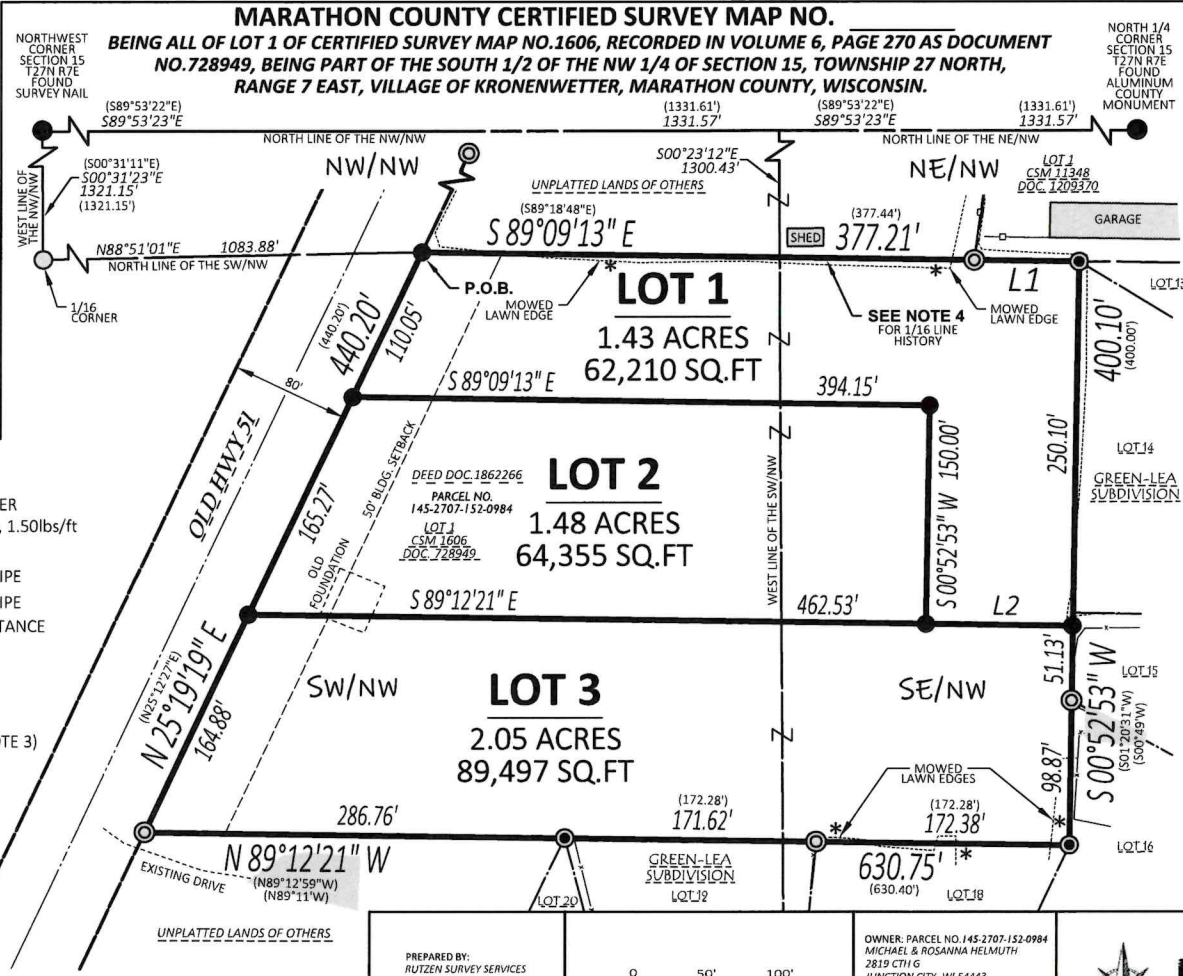 MARATHON COUNTY CERTIFIED SURVEY MAP NO.
BEING ALL OF LOT 1 OF CERTIFIED SURVEY MAP NO.1606, RECORDED IN VOLUME 6, PAGE 270 AS DOCUMENT
NO.728949, BEING PART OF THE SOUTH 1/2 OF THE NW 1/4 OF SECTION 15, TOWNSHIP 27 NORTH,
RANGE 7 EAST, VILLAGE OF KRONENWETTER, MARATHON COUNTY, WISCONSIN.
NORTHWEST
CORNER
SECTION 15
T27N R7E
FOUND
SURVEY NAIL
NORTH 1/4
CORNER
SECTION 15
T27N R7E
FOUND
ALUMINUM
COUNTY
MONUMENT
(S89°53'22"E)
S89°53'23"E
(1331.61')
1331.57'
(S89°53'22"E)
S89°53'23"E
(1331.61')
1331.57'
NORTH LINE OF THE NW/NW
NORTH LINE OF THE NE/NW
WEST LINE OF
THE NW/NW
(S00°31'11"E)
S00°31'23"E
1321.15'
(1321.15')
NW/NW
S00°23'12"E
1300.43'
NE/NW
LOT 1
CSM 11348
DOC. 1209370
UNPLATTED LANDS OF OTHERS
GARAGE
N88°51'01"E 1083.88'
NORTH LINE OF THE SW/NW
1/16
CORNER
(S89°18'48"E)
S 89°09'13" E
SHED
(377.44')
377.21'
L1
LOT 13
P.O.B.
MOWED
LAWN EDGE
*
*
MOWED
LAWN EDGE
SEE NOTE 4
FOR 1/16 LINE
HISTORY
LOT 1
1.43 ACRES
62,210 SQ.FT
(440.20')
440.20'
110.05'
400.10'
(400.00')
80'
S 89°09'13" E
394.15'
OLD HWY 51
50' BLDG. SETBACK
DEED DOC.1862266
PARCEL NO.
145-2707-152-0984
LOT 1
CSM 1606
DOC. 728949
LOT 2
1.48 ACRES
64,355 SQ.FT
WEST LINE OF THE SW/NW
S 00°52'53" W 150.00'
250.10'
LOT 14
GREEN-LEA
SUBDIVISION
ER
, 1.50lbs/ft
IPE
IPE
TANCE
OTE 3)
165.27'
OLD
FOUNDATION
S 89°12'21" E
462.53'
L2
(N25°12'27"E)
N 25°19'19" E
164.88'
SW/NW
LOT 3
2.05 ACRES
89,497 SQ.FT
SE/NW
51.13'
LOT 15
S 00°52'53" W
(S01°20'31"W)
(S00°49'W)
98.87'
MOWED
LAWN EDGES
286.76'
(172.28')
171.62'
*
(172.28')
172.38'
*
*
LOT 16
EXISTING DRIVE
N 89°12'21" W
(N89°12'59"W)
(N89°11'W)
GREEN-LEA
SUBDIVISION
LOT 19
630.75'
(630.40')
LOT 20
LOT 18
UNPLATTED LANDS OF OTHERS
PREPARED BY:
RUTZEN SURVEY SERVICES
0 50' 100'
OWNER: PARCEL NO.145-2707-152-0984
MICHAEL & ROSANNA HELMUTH
2819 CTH G
JUNCTION CITY, WI 54443